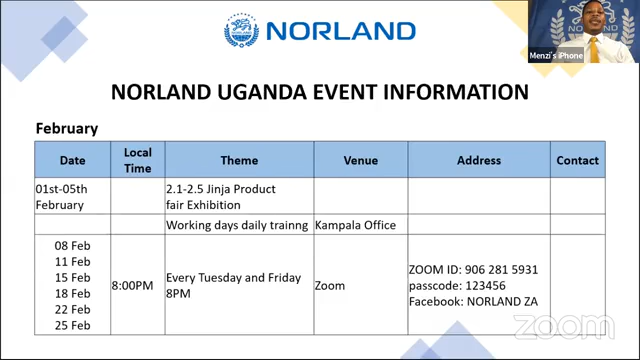 NORLAND
Menzi's iPhone
NORLAND UGANDA EVENT INFORMATION
February
Date
Local Time
Theme
Venue
Address
Contact
01st-05th February
2.1-2.5 Jinja Product fair Exhibition
Working days daily trainng
Kampala Office
08 Feb
11 Feb
15 Feb
18 Feb
22 Feb
25 Feb
8:00PM
Every Tuesday and Friday 8PM
Zoom
ZOOM ID: 906 281 5931
passcode: 123456
Facebook: NORLAND ZA
zoom